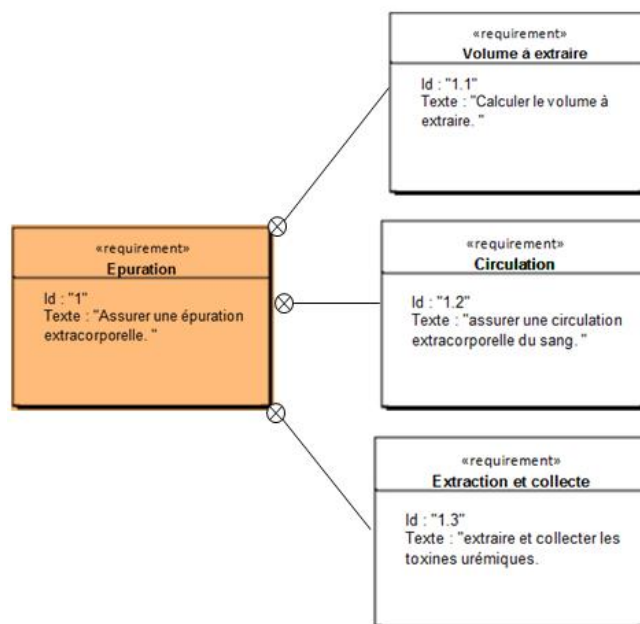 «requirement»
Volume à extraire
Id : "1.1"
Texte : "Calculer le volume à
extraire. "
«requirement»
Epuration
Id : "1"
Texte : "Assurer une épuration
extracorporelle. "
«requirement»
Circulation
Id : "1.2"
Texte : "assurer une circulation
extracorporelle du sang. "
«requirement»
Extraction et collecte
Id : "1.3"
Texte : "extraire et collecter les
toxines urémiques.